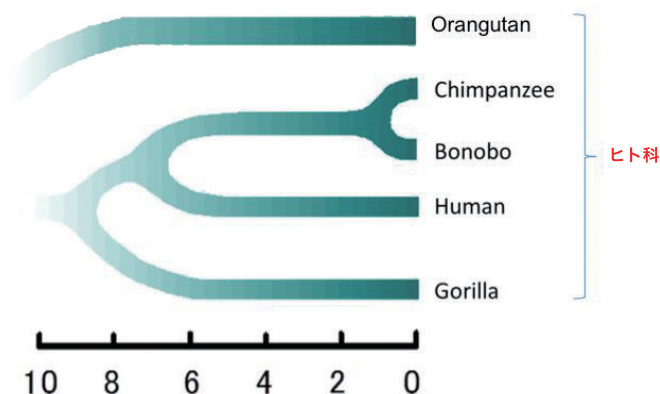 Orangutan
Chimpanzee
Bonobo
ヒト科
Human
Gorilla
10 8 6 4 2 0